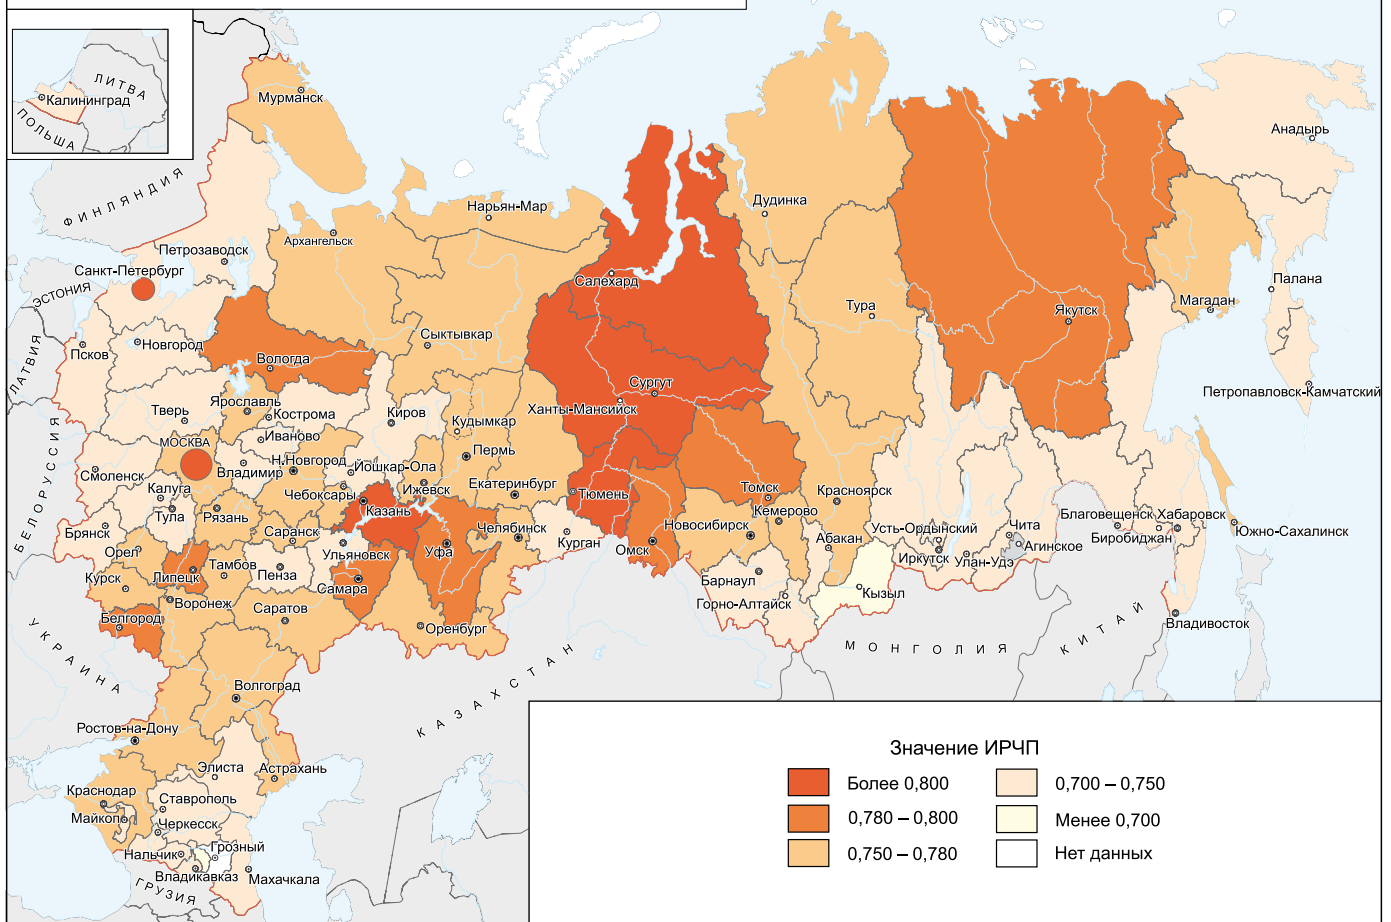 ЛИТВА
Калининград
ПОЛЬША
Мурманск
Анадырь
ФИНЛЯНДИЯ
Нарьян-Мар
Дудинка
Архангельск
Петрозаводск
Санкт-Петербург
ЭСТОНИЯ
Салехард
Палана
Тура
Магадан
Якутск
ЛАТВИЯ
Псков
Новгород
Сыктывкар
Вологда
Сургут
Петропавловск-Камчатский
Ярославль
Ханты-Мансийск
Тверь
Кострома
Киров
Кудымкар
МОСКВА
Иваново
Пермь
БЕЛОРУССИЯ
Смоленск
Владимир
Н.Новгород
Йошкар-Ола
Калуга
Чебоксары
Ижевск
Екатеринбург
Тюмень
Томск
Красноярск
Тула
Рязань
Казань
Кемерово
Брянск
Саранск
Челябинск
Новосибирск
Усть-Ордынский
Чита
Благовещенск
Хабаровск
Южно-Сахалинск
Орел
Ульяновск
Уфа
Курган
Омск
Абакан
Иркутск
Улан-Удэ
Агинское
Биробиджан
Курск
Липецк
Тамбов
Пенза
Самара
Барнаул
Кызыл
Белгород
Воронеж
Саратов
Оренбург
Горно-Алтайск
Владивосток
УКРАИНА
КАЗАХСТАН
МОНГОЛИЯ
КИТАЙ
Волгоград
Ростов-на-Дону
Элиста
Астрахань
Краснодар
Ставрополь
Майкоп
Черкесск
Нальчик
Грозный
Владикавказ
Махачкала
ГРУЗИЯ
Значение ИРЧП
Более 0,800
0,780 – 0,800
0,750 – 0,780
0,700 – 0,750
Менее 0,700
Нет данных